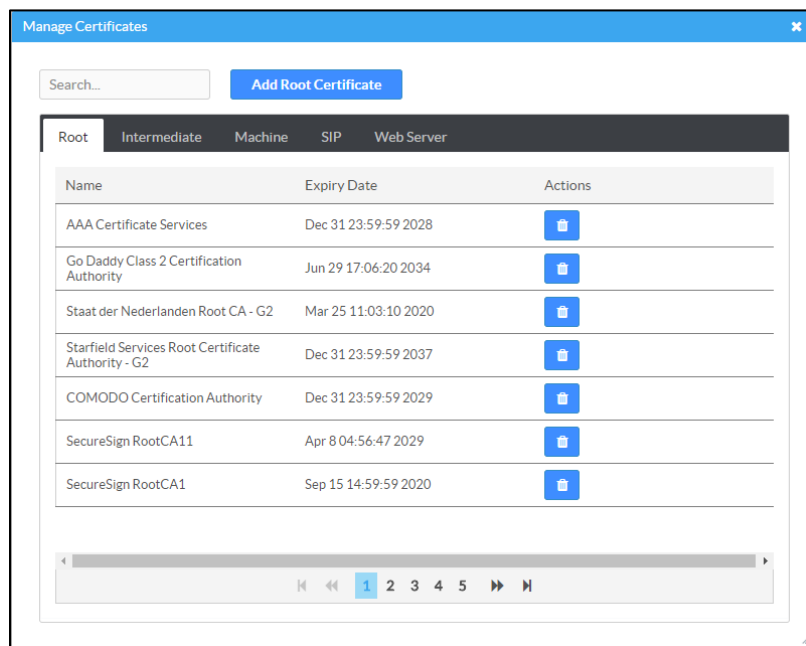 Manage Certificates
Search...
Add Root Certificate
Root Intermediate Machine SIP Web Server
Name Expiry Date Actions
AAA Certificate Services Dec 31 23:59:59 2028
Go Daddy Class 2 Certification
Authority
Jun 29 17:06:20 2034
Staat der Nederlanden Root CA - G2 Mar 25 11:03:10 2020
Starfield Services Root Certificate
Authority - G2
Dec 31 23:59:59 2037
COMODO Certification Authority Dec 31 23:59:59 2029
SecureSign RootCA11 Apr 8 04:56:47 2029
SecureSign RootCA1 Sep 15 14:59:59 2020
1 2 3 4 5